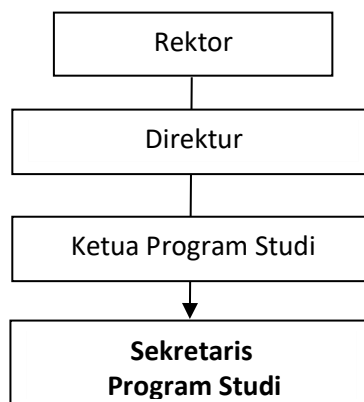 Rektor
Direktur
Ketua Program Studi
Sekretaris
Program Studi